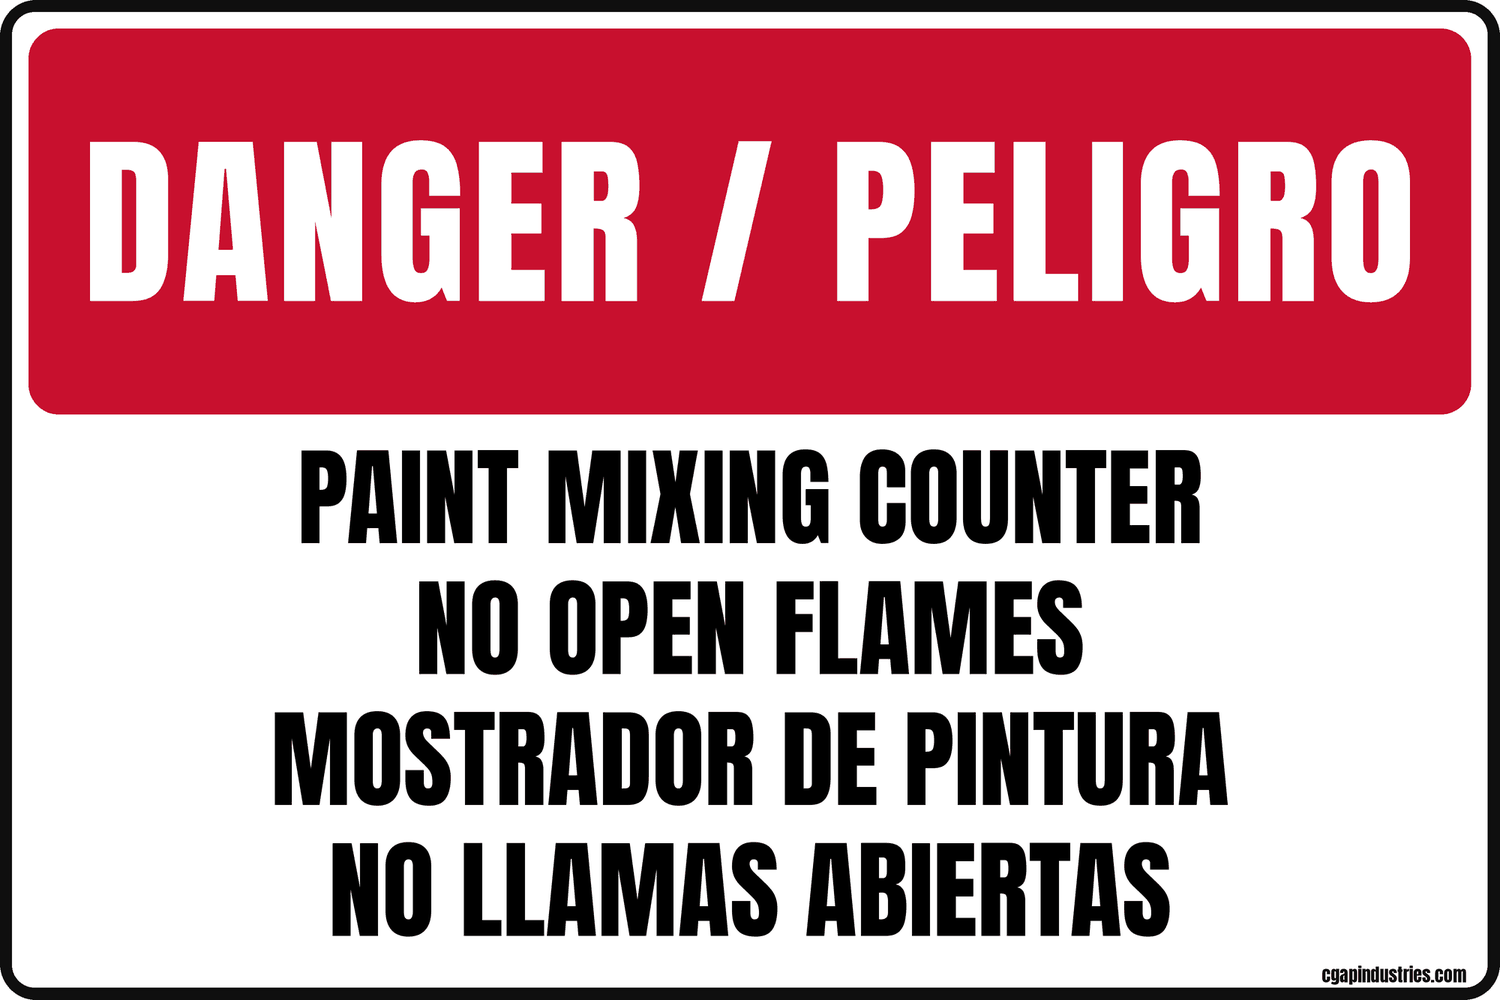 DANGER / PELIGRO
PAINT MIXING COUNTER
NO OPEN FLAMES
MOSTRADOR DE PINTURA
NO LLAMAS ABIERTAS
cgapindustries.com